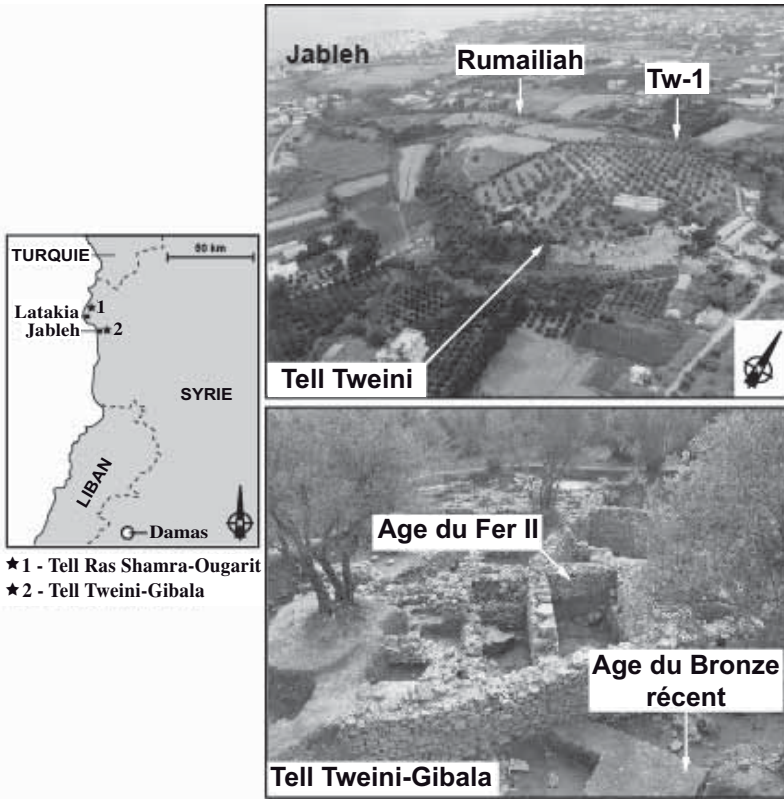 Jableh
Rumailiah
Tw-1
Tell Tweini
TURQUIE
60 km
Latakia
1
Jableh
2
SYRIE
LIBAN
Damas
★ 1 - Tell Ras Shamra-Ougarit
★ 2 - Tell Tweini-Gibala
Age du Fer II
Age du Bronze
récent
Tell Tweini-Gibala